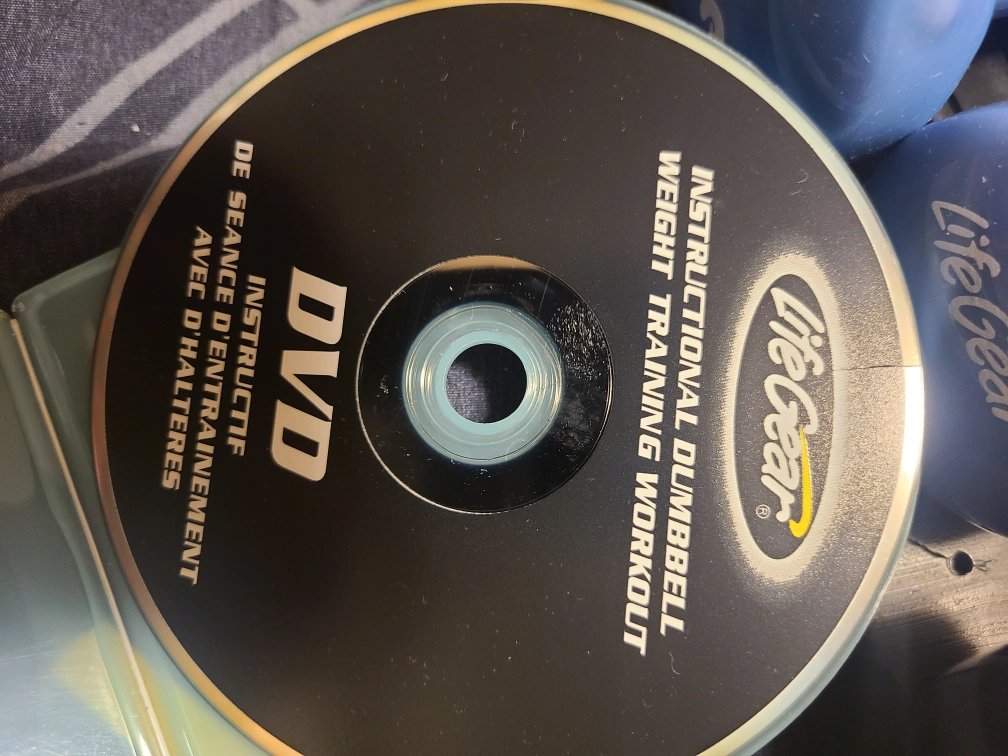 LifeGear®
INSTRUCTIONAL DUMBBELL
WEIGHT TRAINING WORKOUT
DVD
INSTRUCTIF
DE SEANCE D'ENTRAINEMENT
AVEC D'HALTERES
LifeGear